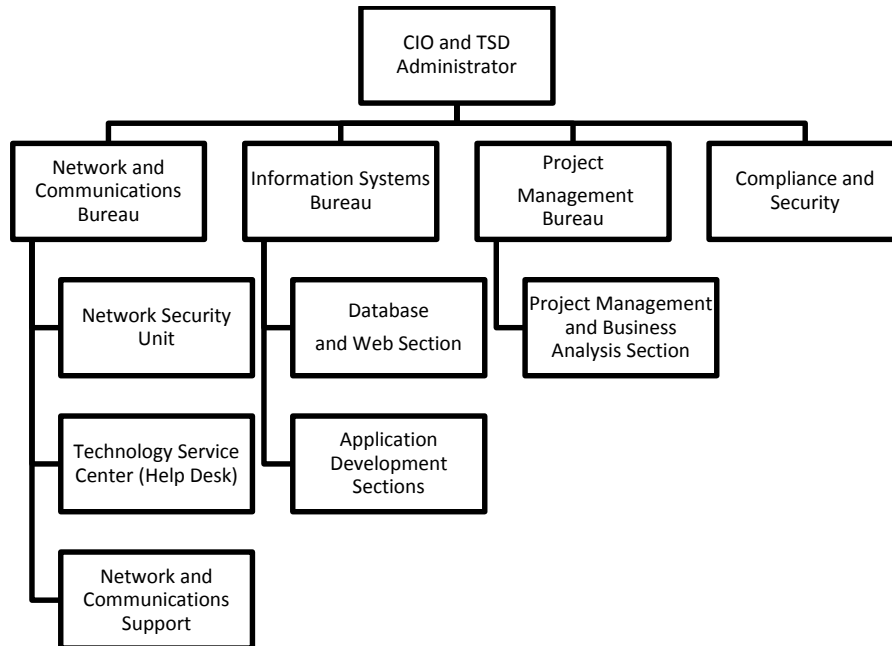 CIO and TSD
Administrator
Network and
Communications
Bureau
Information Systems
Bureau
Project
Management
Bureau
Compliance and
Security
Network Security
Unit
Database
and Web Section
Project Management
and Business
Analysis Section
Technology Service
Center (Help Desk)
Application
Development
Sections
Network and
Communications
Support